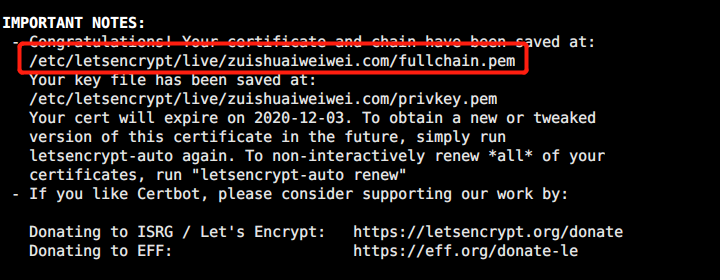 IMPORTANT NOTES:
- Congratulations! Your certificate and chain have been saved at:
/etc/letsencrypt/live/zuishuaiweiwei.com/fullchain.pem
Your key file has been saved at:
/etc/letsencrypt/live/zuishuaiweiwei.com/privkey.pem
Your cert will expire on 2020-12-03. To obtain a new or tweaked
version of this certificate in the future, simply run
letsencrypt-auto again. To non-interactively renew *all* of your
certificates, run "letsencrypt-auto renew"
- If you like Certbot, please consider supporting our work by:
Donating to ISRG / Let's Encrypt: https://letsencrypt.org/donate
Donating to EFF: https://eff.org/donate-le